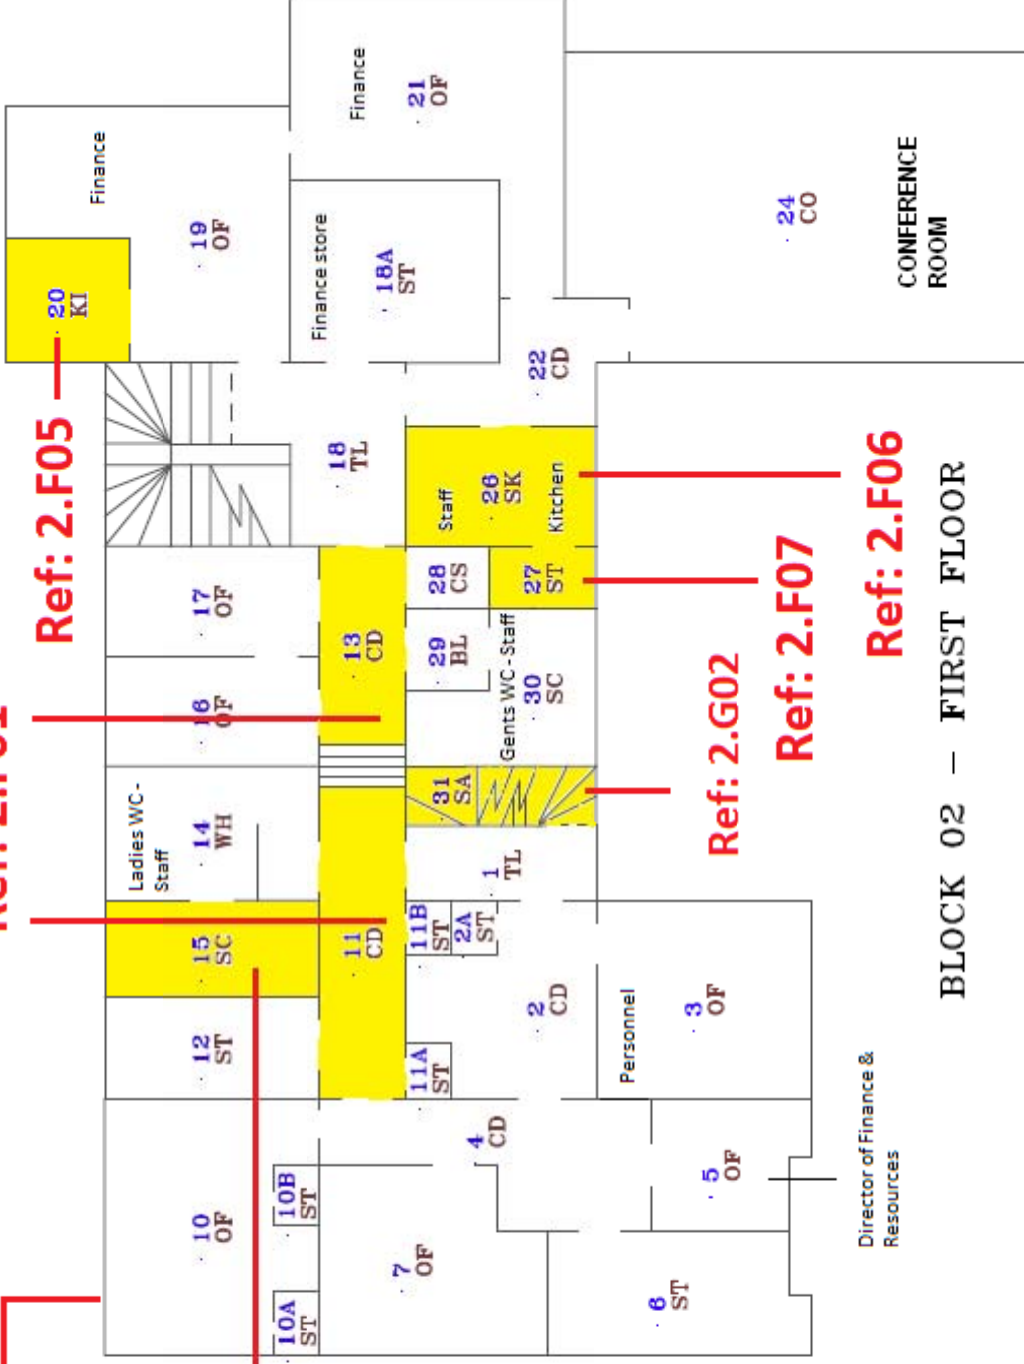 Ref: 2.F05
20
KI
Finance
19
OF
Finance
21
OF
Finance store
18A
ST
18
TL
22
CD
24
CO
CONFERENCE
ROOM
17
OF
16
OF
Ladies WC-
Staff
14
WH
15
SC
12
ST
10
OF
10B
ST
10A
ST
13
CD
11
CD
Staff
26
SK
Kitchen
28
CS
27
ST
29
BL
Gents WC-Staff
30
SC
31
SA
1
TL
11B
ST
2A
ST
11A
ST
2
CD
4
CD
7
OF
Personnel
3
OF
5
OF
6
ST
Ref: 2.G02
Ref: 2.F07
Ref: 2.F06
Director of Finance &
Resources
BLOCK 02 – FIRST FLOOR